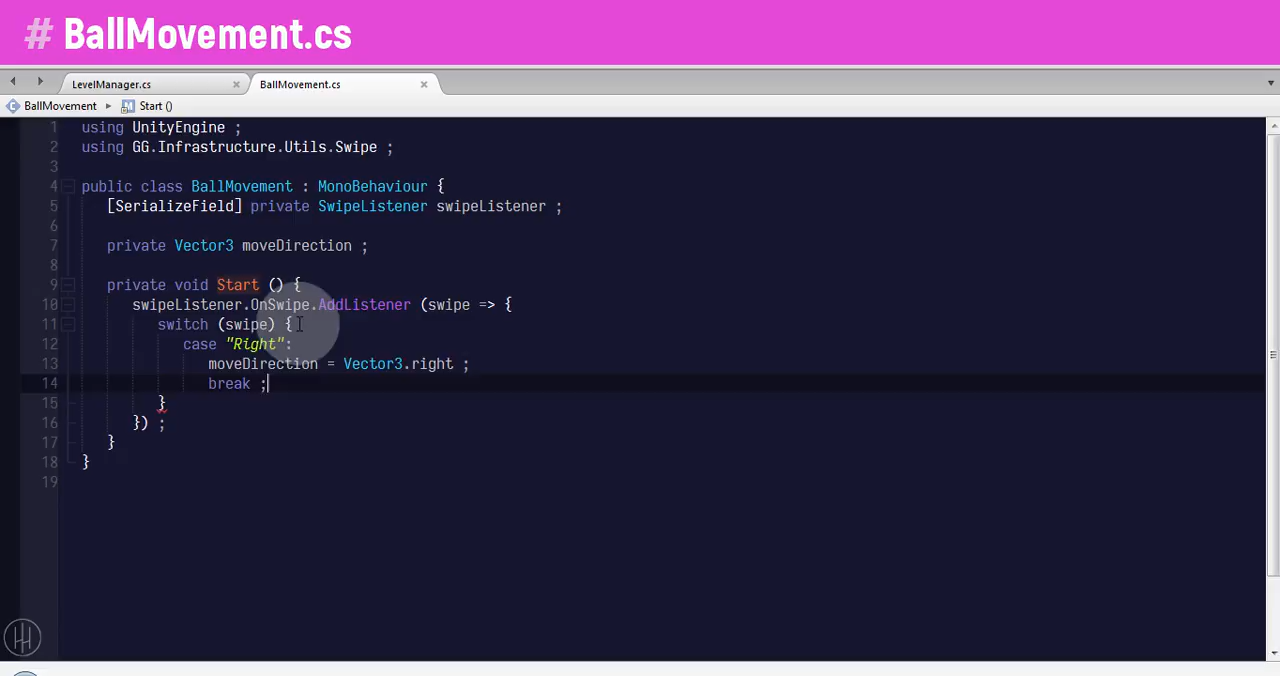 # BallMovement.cs
LevelManager.cs × BallMovement.cs ×
BallMovement ▸ M Start ()
1 using UnityEngine ;
2 using GG.Infrastructure.Utils.Swipe ;
3
4 public class BallMovement : MonoBehaviour {
5 [SerializeField] private SwipeListener swipeListener ;
6
7 private Vector3 moveDirection ;
8
9 private void Start () {
10 swipeListener.OnSwipe.AddListener (swipe => {
11 switch (swipe) {
12 case "Right":
13 moveDirection = Vector3.right ;
14 break ;
15 }
16 }) ;
17 }
18 }
19